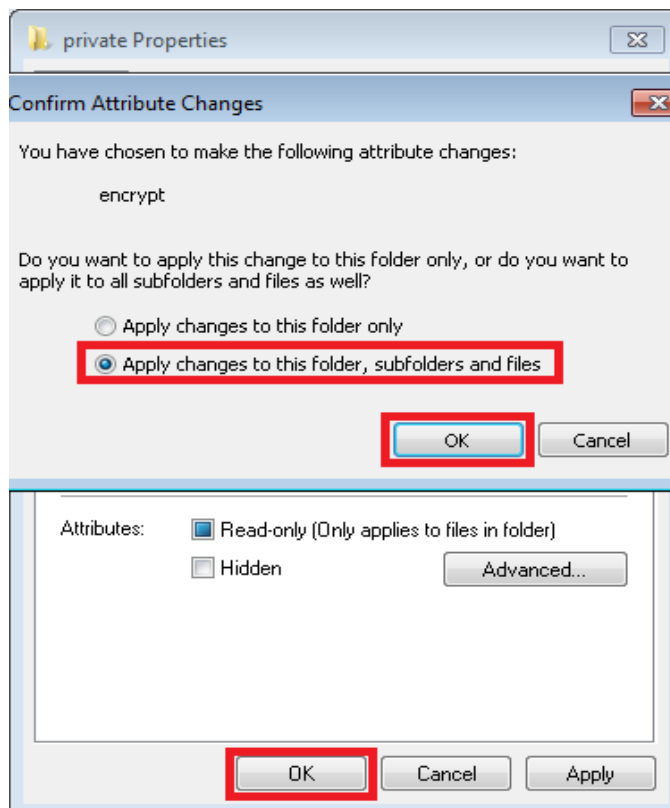 private Properties
Confirm Attribute Changes
You have chosen to make the following attribute changes:
encrypt
Do you want to apply this change to this folder only, or do you want to
apply it to all subfolders and files as well?
Apply changes to this folder only
Apply changes to this folder, subfolders and files
OK Cancel
Attributes: Read-only (Only applies to files in folder)
Hidden Advanced...
OK Cancel Apply